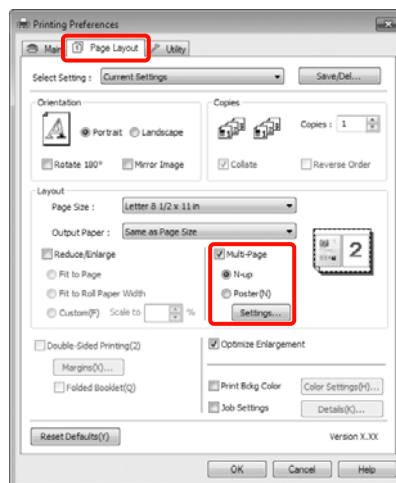 Printing Preferences
Main Page Layout Utility
Select Setting : Current Settings Save/Del...
Orientation Copies
Portrait Landscape Copies : 1
Rotate 180° Mirror Image Collate Reverse Order
Layout
Page Size : Letter 8 1/2 x 11 in
Output Paper : Same as Page Size
Reduce/Enlarge Multi-Page
Fit to Page N-up
Fit to Roll Paper Width Poster(N)
Custom(F) Scale to % Settings...
2
Double-Sided Printing(2) Optimize Enlargement
Margins(X)...
Folded Booklet(Q) Print Bckg Color Color Settings(H)...
Job Settings Details(K)...
Reset Defaults(Y) Version X.XX
OK Cancel Help